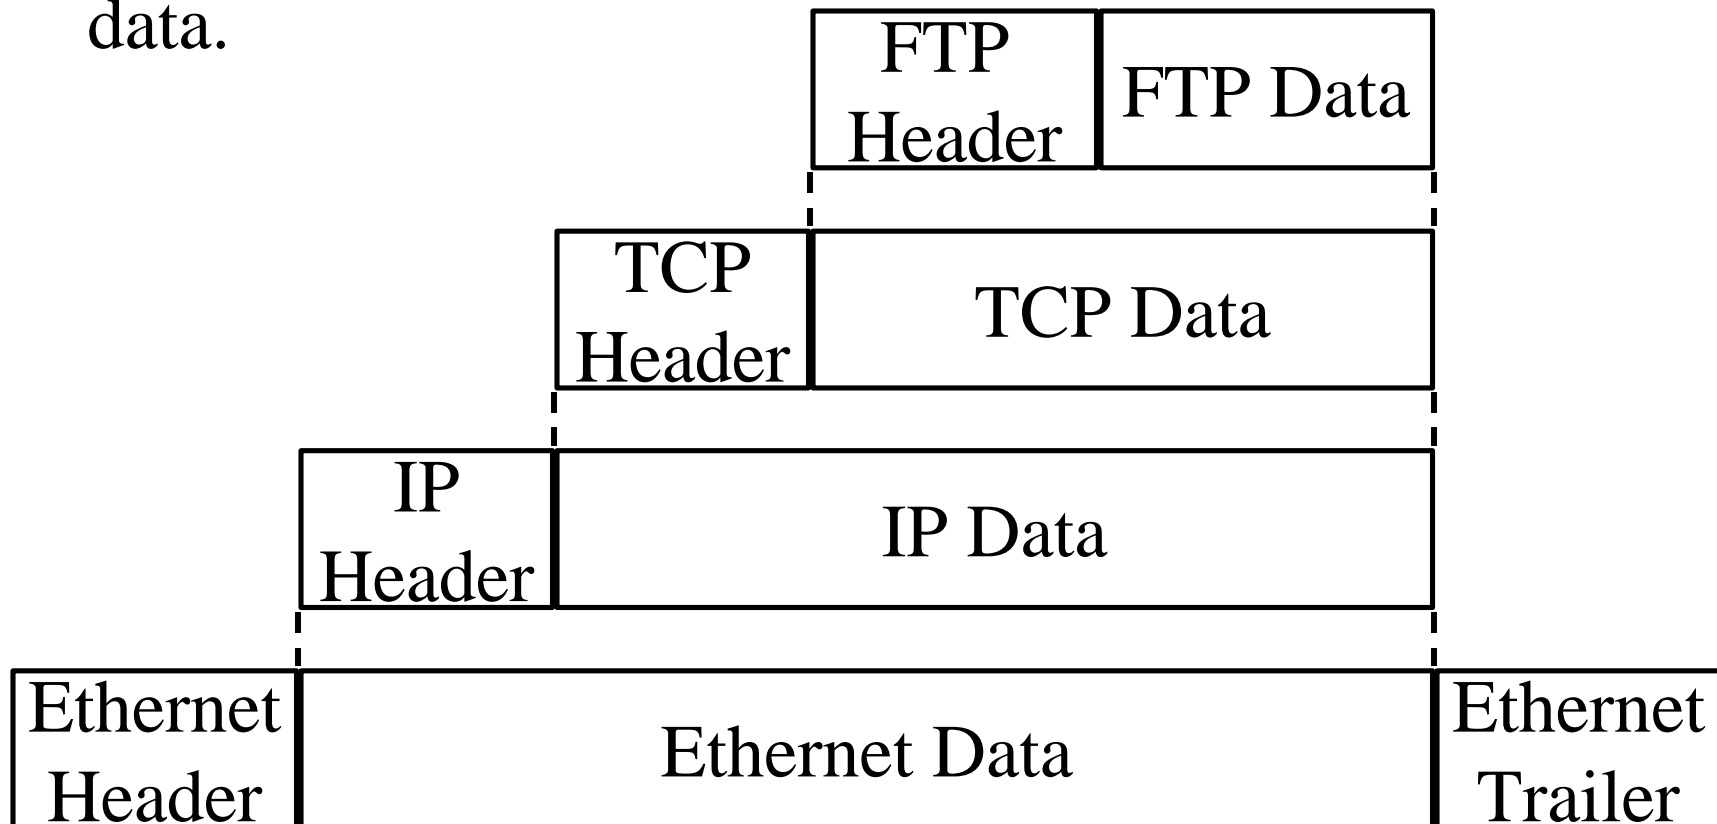 data.
FTP
Header
FTP Data
TCP
Header
TCP Data
IP
Header
IP Data
Ethernet
Header
Ethernet Data
Ethernet
Trailer